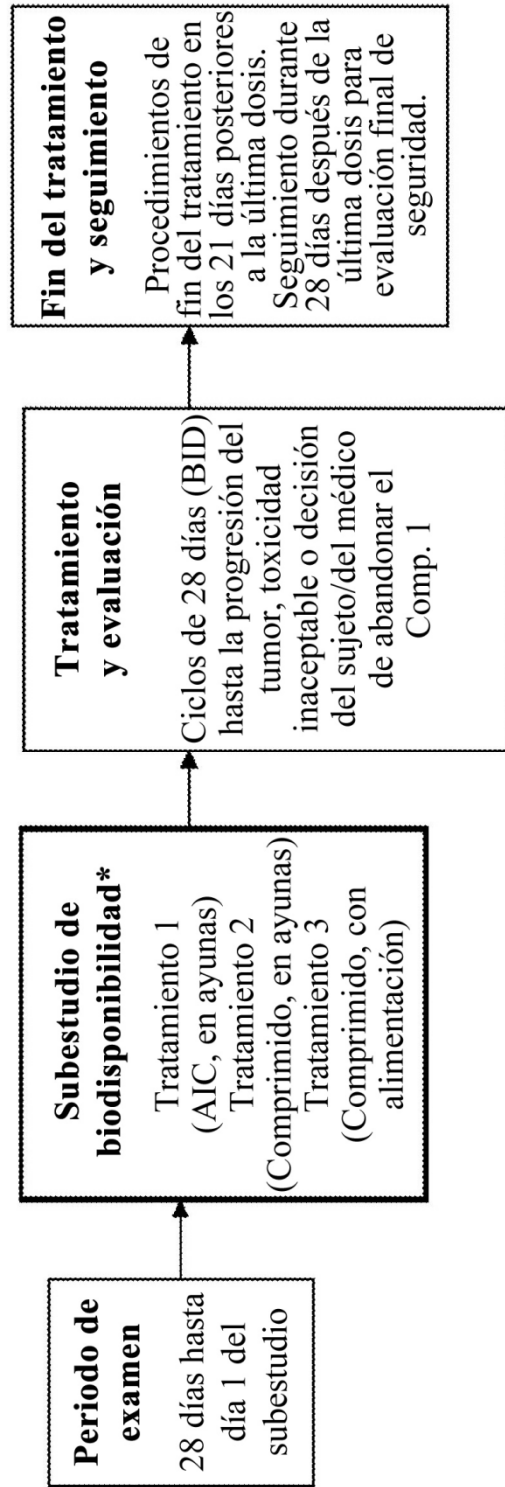 Periodo de
examen
28 días hasta
día 1 del
subestudio
Subestudio de
biodisponibilidad*
Tratamiento 1
(AIC, en ayunas)
Tratamiento 2
(Comprimido, en ayunas)
Tratamiento 3
(Comprimido, con
alimentación)
Tratamiento
y evaluación
Ciclos de 28 días (BID)
hasta la progresión del
tumor, toxicidad
inaceptable o decisión
del sujeto/del médico
de abandonar el
Comp. 1
Fin del tratamiento
y seguimiento
Procedimientos de
fin del tratamiento en
los 21 días posteriores
a la última dosis.
Seguimiento durante
28 días después de la
última dosis para
evaluación final de
seguridad.